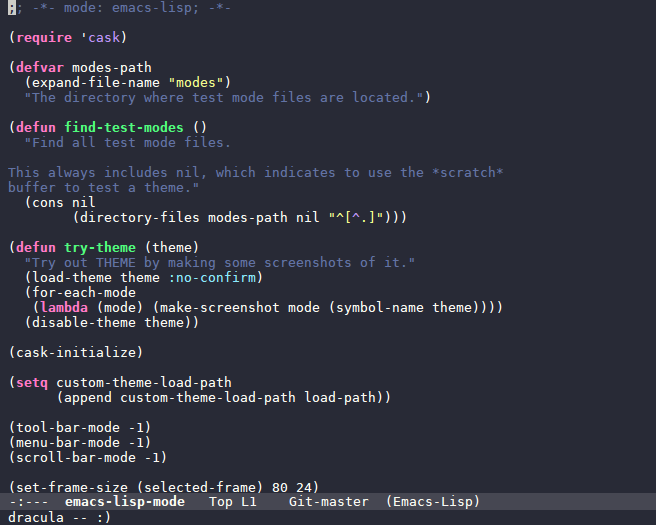 ;; -*- mode: emacs-lisp; -*-

(require 'cask)

(defvar modes-path
  (expand-file-name "modes")
  "The directory where test mode files are located.")

(defun find-test-modes ()
  "Find all test mode files.

This always includes nil, which indicates to use the *scratch*
buffer to test a theme."
  (cons nil
        (directory-files modes-path nil "^[^.]")))

(defun try-theme (theme)
  "Try out THEME by making some screenshots of it."
  (load-theme theme :no-confirm)
  (for-each-mode
   (lambda (mode) (make-screenshot mode (symbol-name theme))))
  (disable-theme theme))

(cask-initialize)

(setq custom-theme-load-path
      (append custom-theme-load-path load-path))

(tool-bar-mode -1)
(menu-bar-mode -1)
(scroll-bar-mode -1)

(set-frame-size (selected-frame) 80 24)
-:---  emacs-lisp-mode   Top L1    Git-master  (Emacs-Lisp)
dracula -- :)